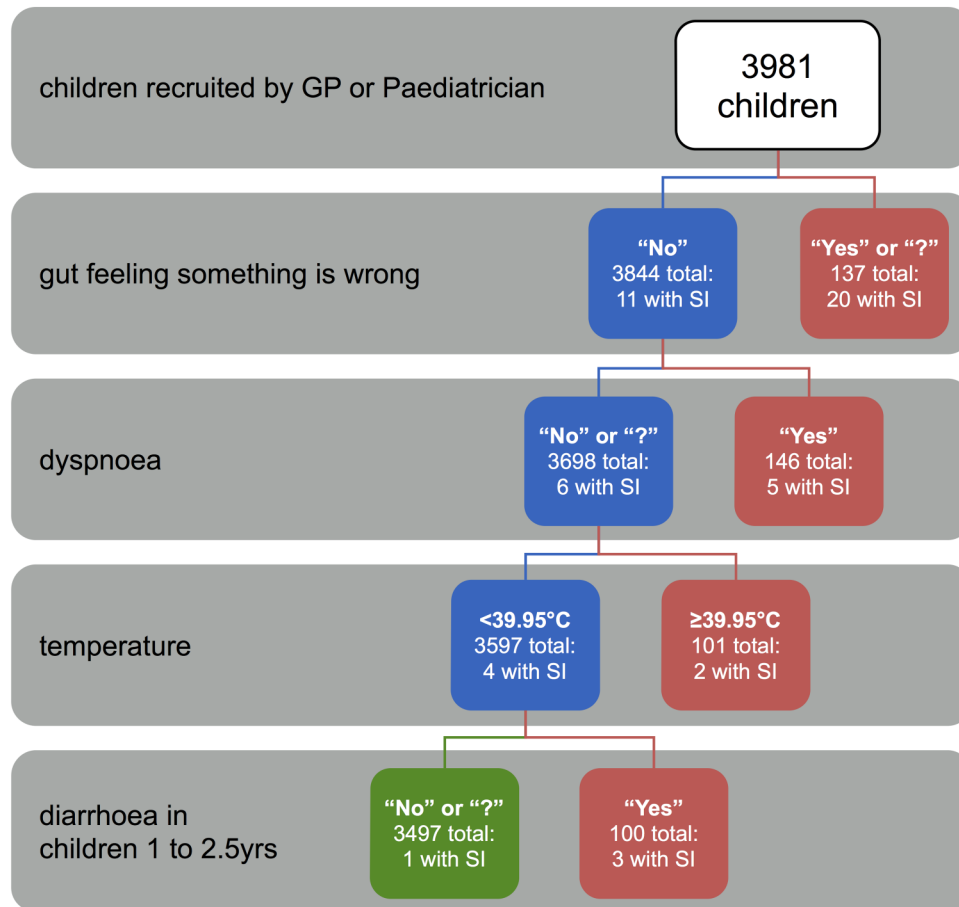 children recruited by GP or Paediatrician
3981
children
gut feeling something is wrong
“No”
3844 total:
11 with SI
“Yes” or “?”
137 total:
20 with SI
dyspnoea
“No” or “?”
3698 total:
6 with SI
“Yes”
146 total:
5 with SI
temperature
<39.95°C
3597 total:
4 with SI
≥39.95°C
101 total:
2 with SI
diarrhoea in
children 1 to 2.5yrs
“No” or “?”
3497 total:
1 with SI
“Yes”
100 total:
3 with SI